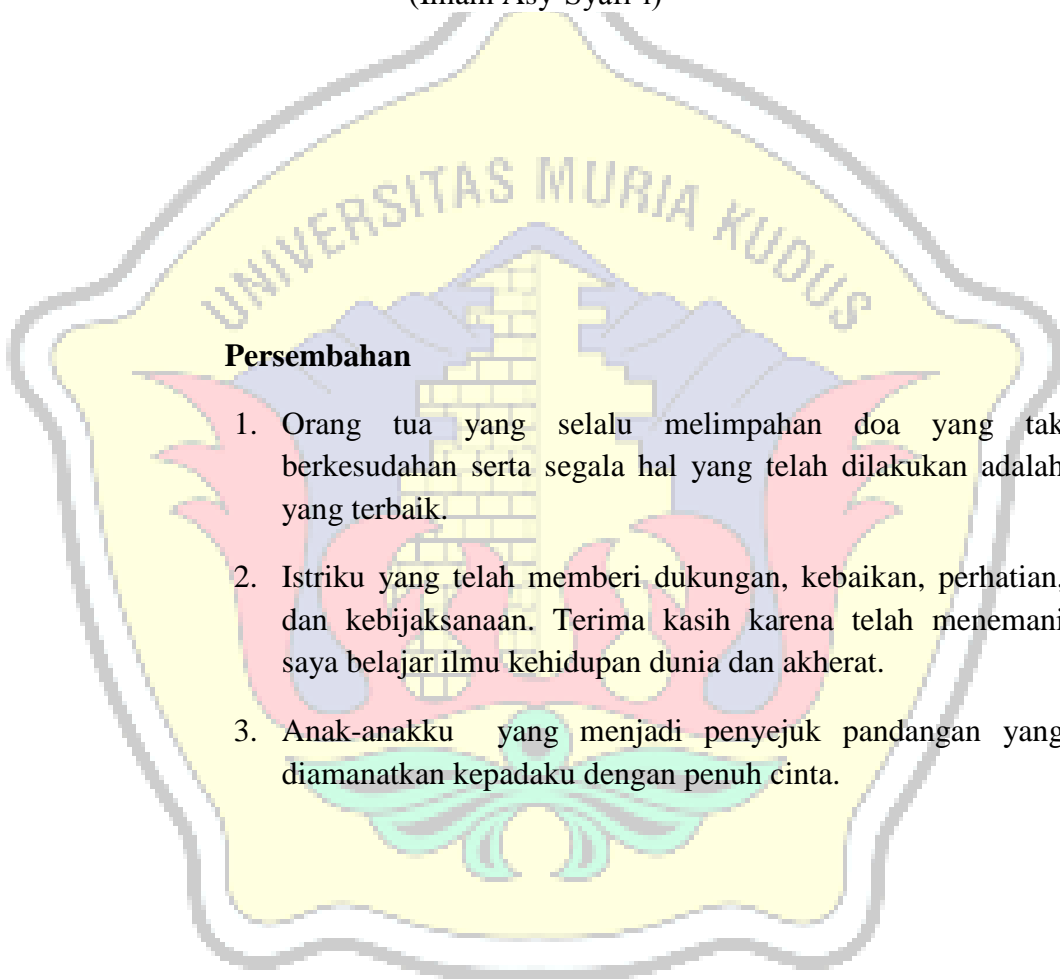 (Imam Asy-Syafi'i)
UNIVERSITAS MURIA KUDUS
Persembahan
1. Orang tua yang selalu melimpahan doa yang tak
berkesudahan serta segala hal yang telah dilakukan adalah
yang terbaik.
2. Istriku yang telah memberi dukungan, kebaikan, perhatian,
dan kebijaksanaan. Terima kasih karena telah menemani
saya belajar ilmu kehidupan dunia dan akherat.
3. Anak-anakku yang menjadi penyejuk pandangan yang
diamanatkan kepadaku dengan penuh cinta.